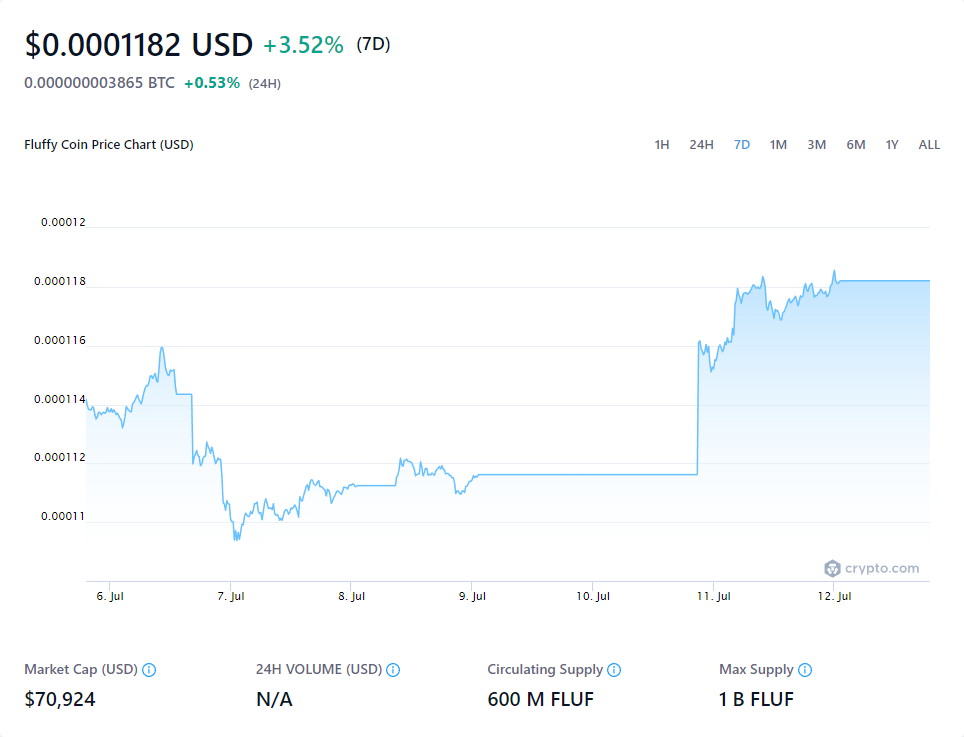 $0.0001182 USD +3.52% (7D)
0.000000003865 BTC +0.53% (24H)
Fluffy Coin Price Chart (USD) 1H 24H 7D 1M 3M 6M 1Y ALL
0.00012
0.000118
0.000116
0.000114
0.000112
0.00011
crypto.com
6. Jul 7. Jul 8. Jul 9. Jul 10. Jul 11. Jul 12. Jul
Market Cap (USD) 24H VOLUME (USD) Circulating Supply Max Supply
$70,924 N/A 600 M FLUF 1 B FLUF